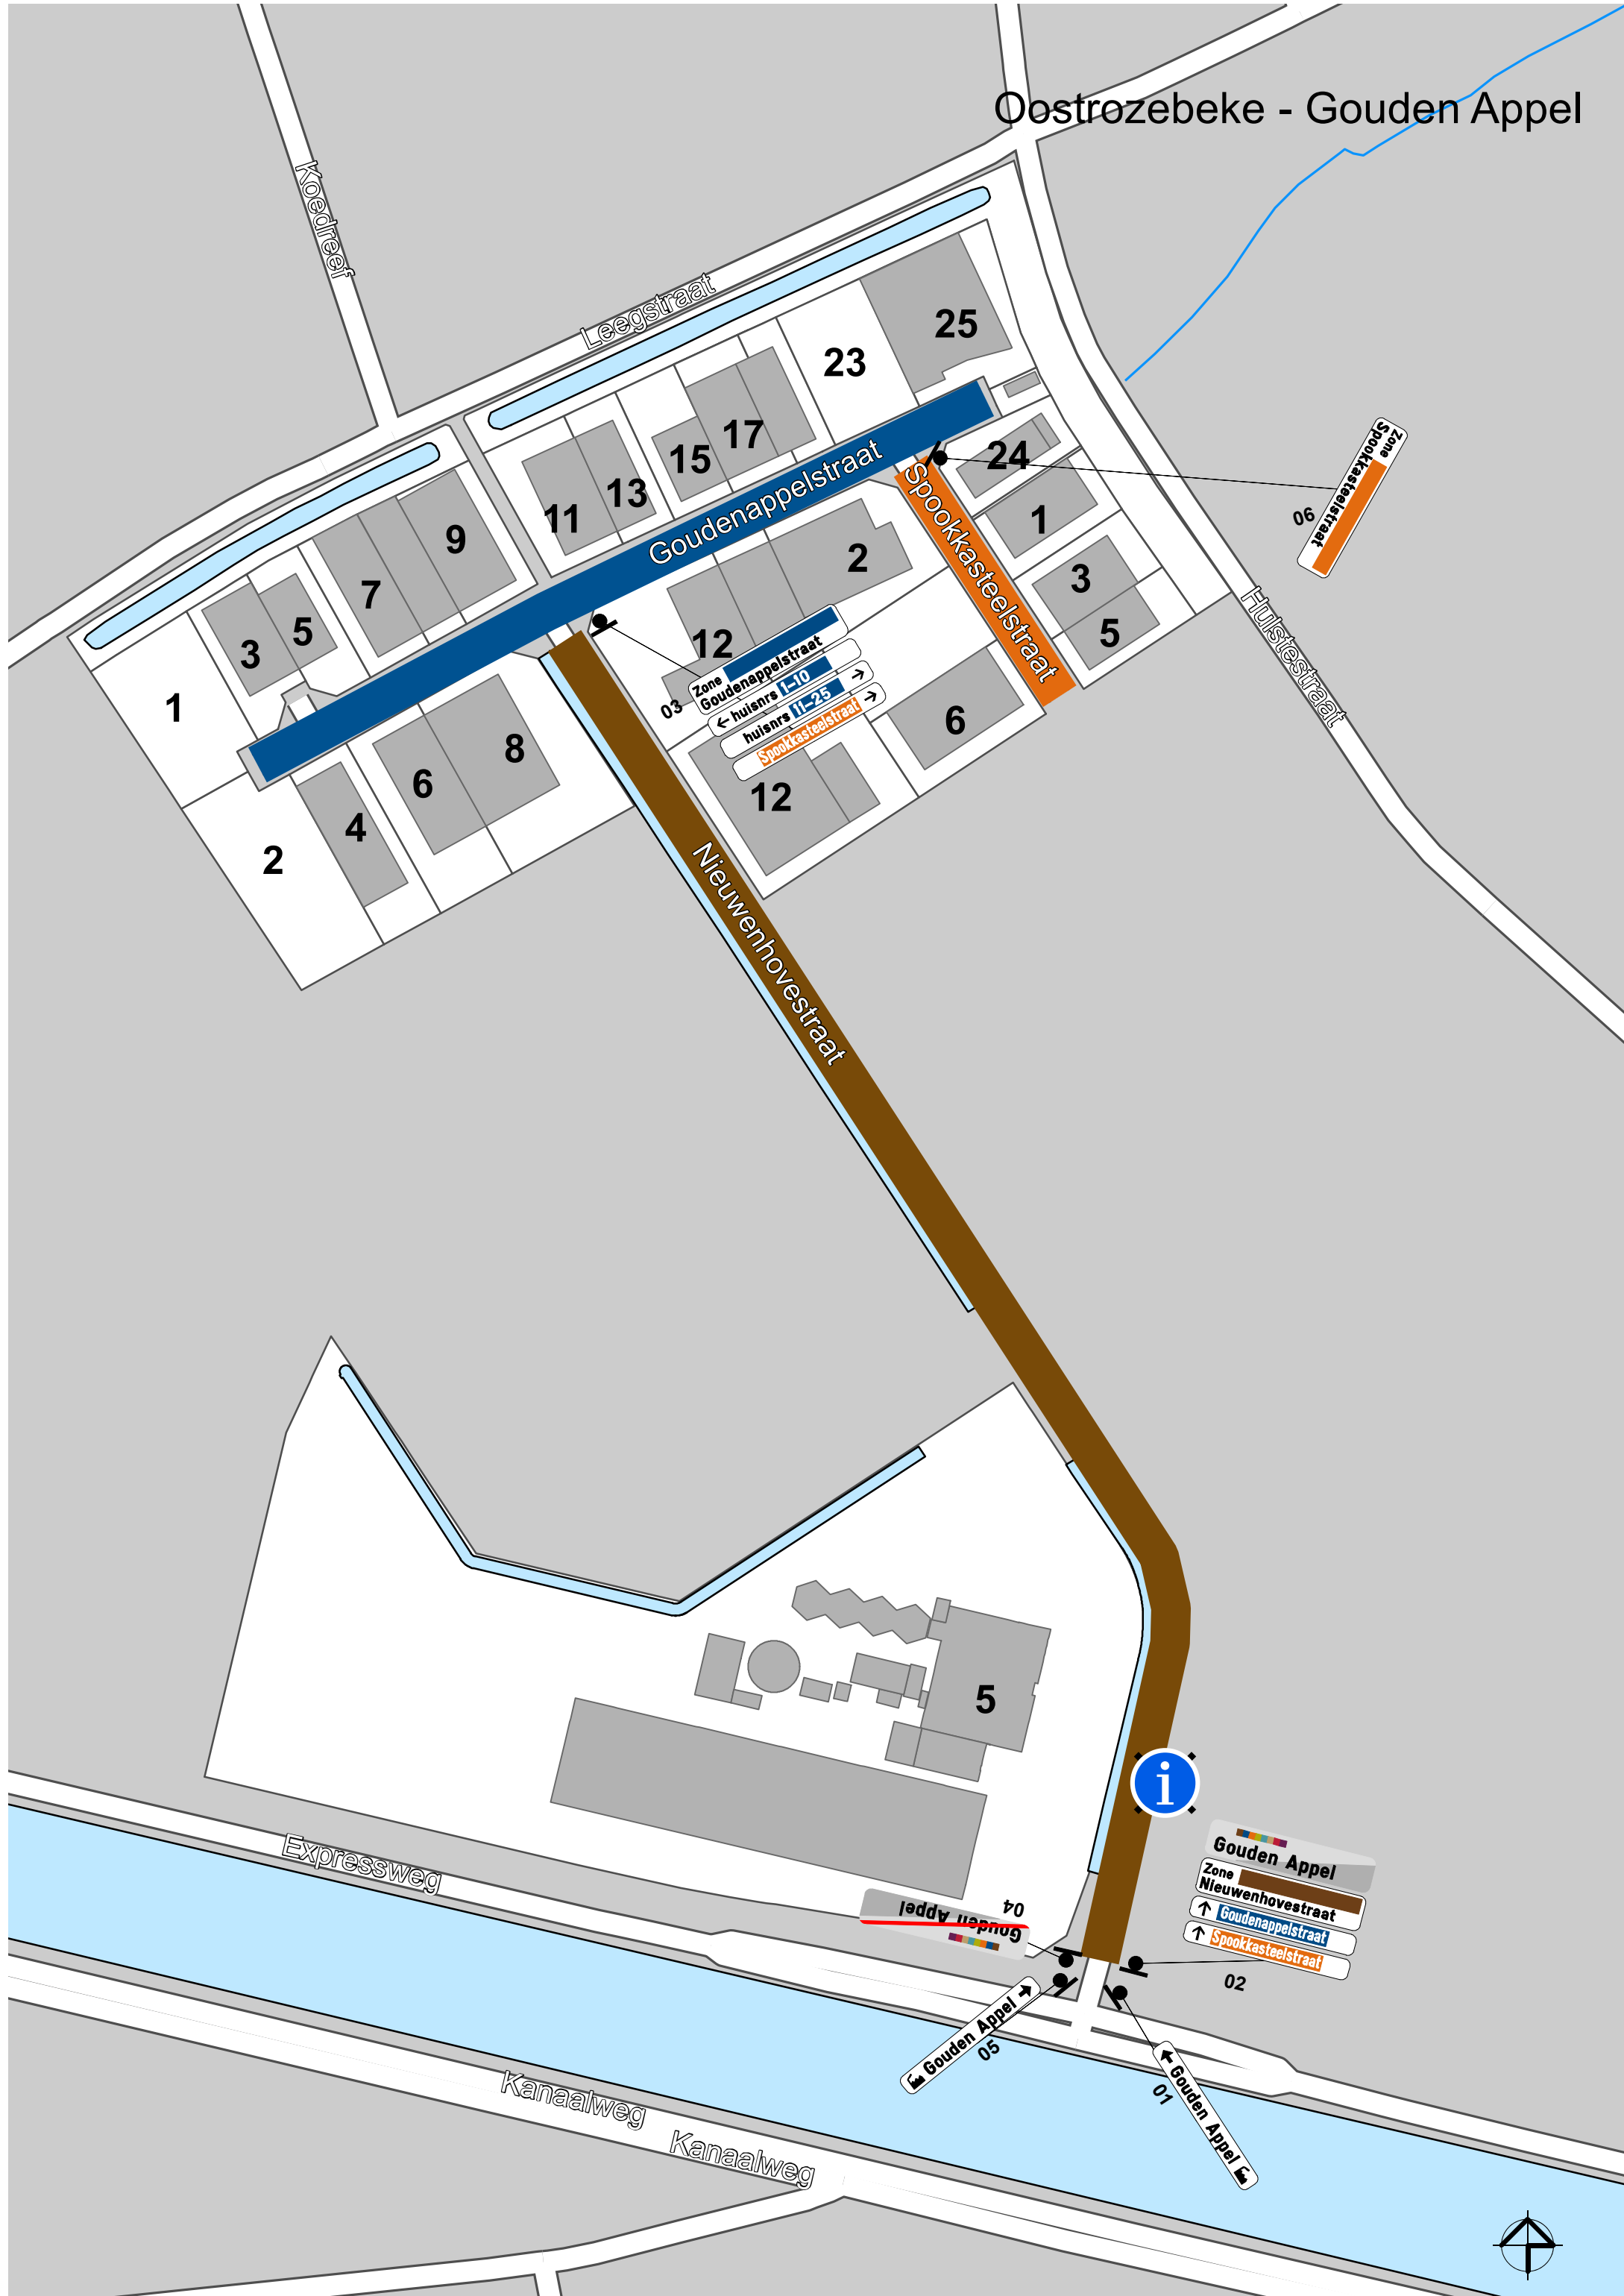 Oostrozebeke - Gouden Appel
Koedreef
Leegstraat
25
23
17
15
13
11
24
1
3
5
Goudenappelstraat
Spookkasteelstraat
Zone
Spookkasteelstraat
06
Hulstestraat
9
7
5
3
1
2
12
Zone
Goudenappelstraat
← huisnrs 1–10
huisnrs 11–25 →
Spookkasteelstraat →
03
6
12
8
6
4
2
Nieuwenhovestraat
5
i
Gouden Appel
Zone
Nieuwenhovestraat
↑ Goudenappelstraat
↑ Spookkasteelstraat
02
04
Gouden Appel
Expressweg
Gouden Appel
05
Gouden Appel
01
Kanaalweg
Kanaalweg